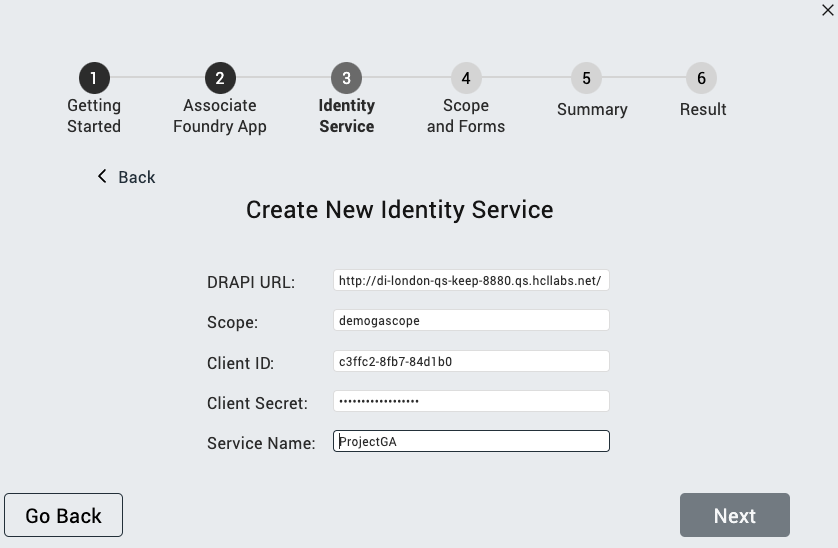 1 2 3 4 5 6
Getting Associate Identity Scope Summary Result
Started Foundry App Service and Forms
Back
Create New Identity Service
DRAPI URL: http://di-london-qs-keep-8880.qs.hcllabs.net/
Scope: demogascope
Client ID: c3ffc2-8fb7-84d1b0
Client Secret: ••••••••••••••••••
Service Name: ProjectGA
Go Back Next